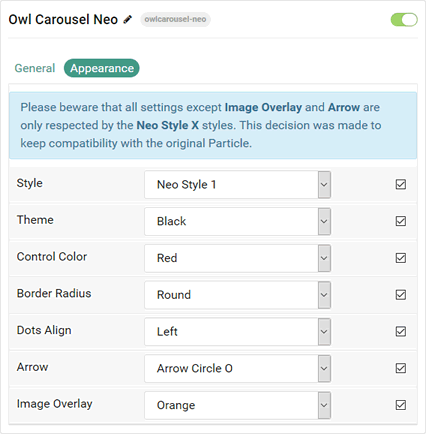 Owl Carousel Neo owlcarousel-neo
General Appearance
Please beware that all settings except Image Overlay and Arrow are
only respected by the Neo Style X styles. This decision was made to
keep compatibility with the original Particle.
Style Neo Style 1
Theme Black
Control Color Red
Border Radius Round
Dots Align Left
Arrow Arrow Circle O
Image Overlay Orange